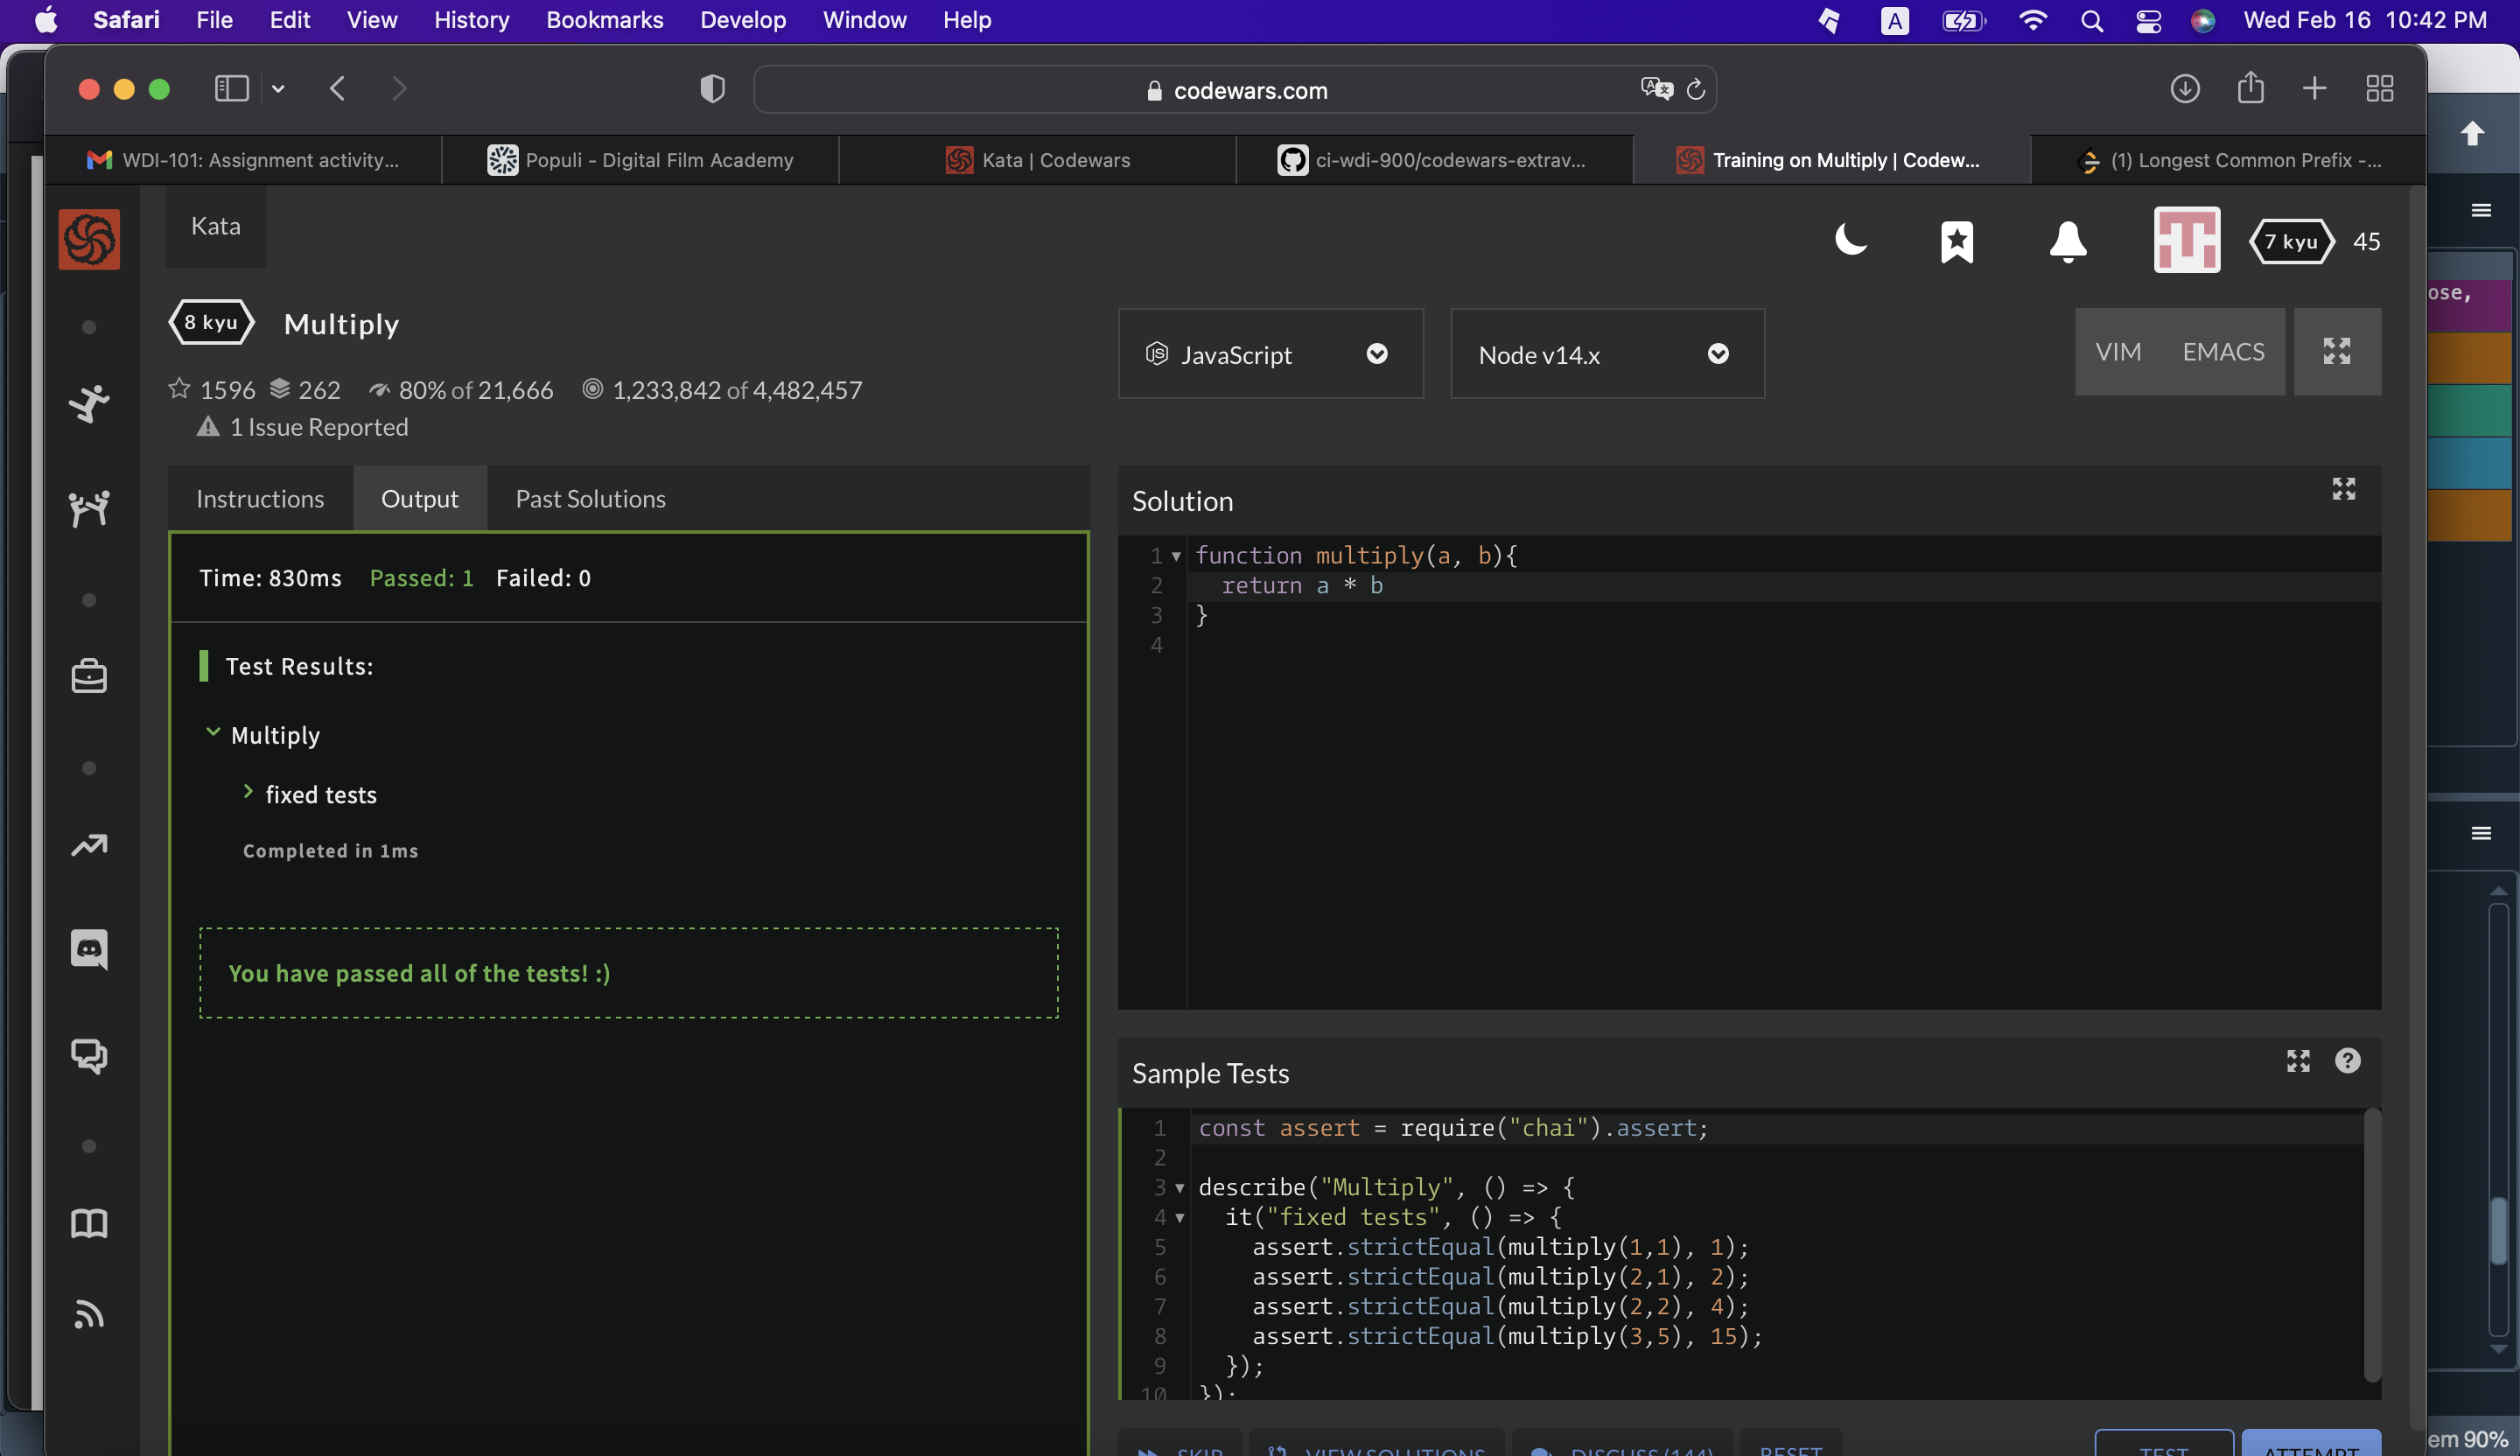 Safari File Edit View History Bookmarks Develop Window Help A Wed Feb 16 10:42 PM
codewars.com
WDI-101: Assignment activity... Populi - Digital Film Academy Kata | Codewars ci-wdi-900/codewars-extrav... Training on Multiply | Codew... (1) Longest Common Prefix -...
Kata
7 kyu 45
8 kyu Multiply
JavaScript Node v14.x VIM EMACS
1596 262 80% of 21,666 1,233,842 of 4,482,457
1 Issue Reported
Instructions Output Past Solutions
Time: 830ms Passed: 1 Failed: 0
Test Results:
Multiply
fixed tests
Completed in 1ms
You have passed all of the tests! :)
Solution
1 function multiply(a, b){
2 return a * b
3 }
4
Sample Tests
1 const assert = require("chai").assert;
2
3 describe("Multiply", () => {
4 it("fixed tests", () => {
5 assert.strictEqual(multiply(1,1), 1);
6 assert.strictEqual(multiply(2,1), 2);
7 assert.strictEqual(multiply(2,2), 4);
8 assert.strictEqual(multiply(3,5), 15);
9 });
10 });
SKIP VIEW SOLUTIONS DISCUSS (144) RESET TEST ATTEMPT
ose,
em 90%